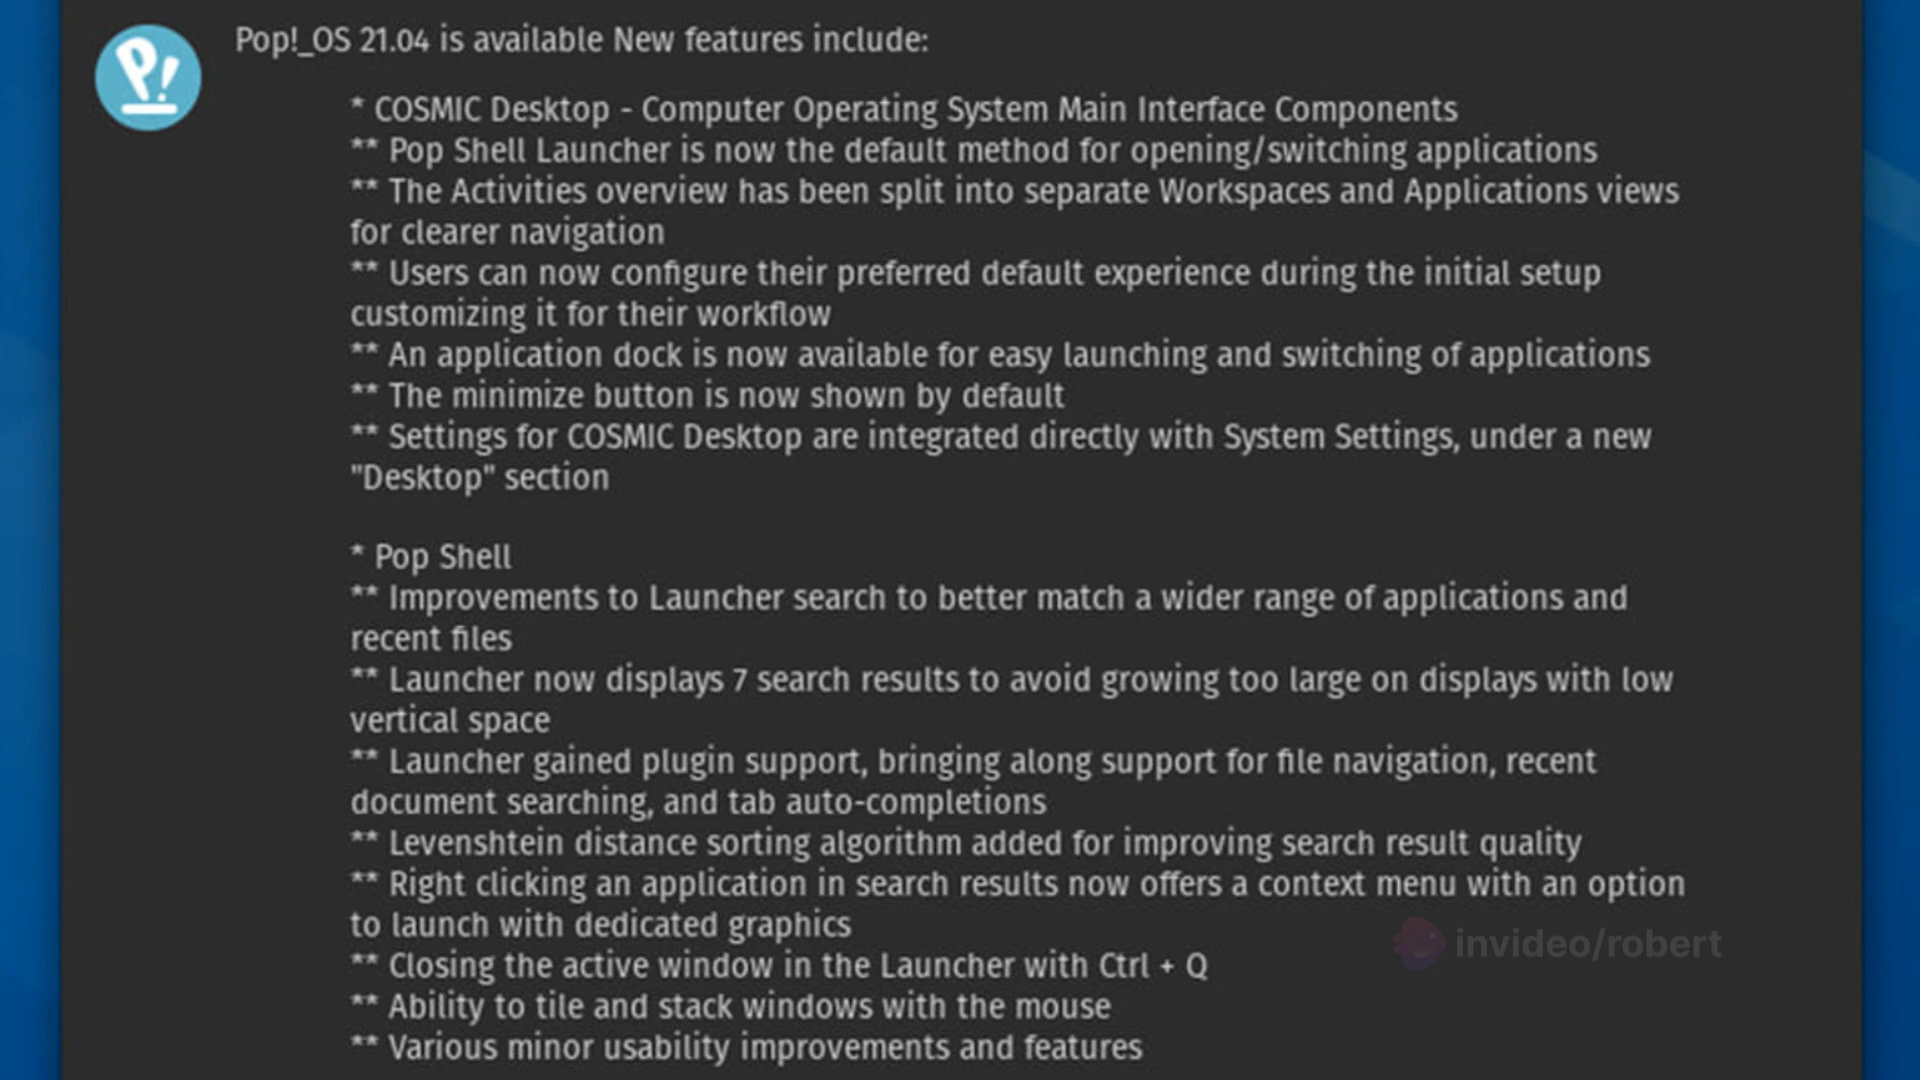 P!
Pop!_OS 21.04 is available New features include:
* COSMIC Desktop - Computer Operating System Main Interface Components
** Pop Shell Launcher is now the default method for opening/switching applications
** The Activities overview has been split into separate Workspaces and Applications views
for clearer navigation
** Users can now configure their preferred default experience during the initial setup
customizing it for their workflow
** An application dock is now available for easy launching and switching of applications
** The minimize button is now shown by default
** Settings for COSMIC Desktop are integrated directly with System Settings, under a new
"Desktop" section
* Pop Shell
** Improvements to Launcher search to better match a wider range of applications and
recent files
** Launcher now displays 7 search results to avoid growing too large on displays with low
vertical space
** Launcher gained plugin support, bringing along support for file navigation, recent
document searching, and tab auto-completions
** Levenshtein distance sorting algorithm added for improving search result quality
** Right clicking an application in search results now offers a context menu with an option
to launch with dedicated graphics
invideo/robert
** Closing the active window in the Launcher with Ctrl + Q
** Ability to tile and stack windows with the mouse
** Various minor usability improvements and features